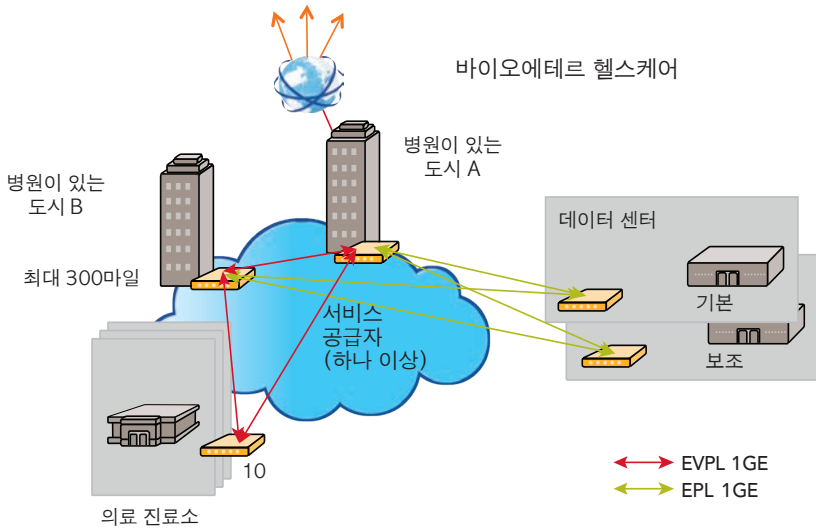 바이오에테르 헬스케어
병원이 있는
도시 A
병원이 있는
도시 B
최대 300마일
데이터 센터
기본
보조
서비스
공급자
(하나 이상)
10
의료 진료소
EVPL 1GE
EPL 1GE